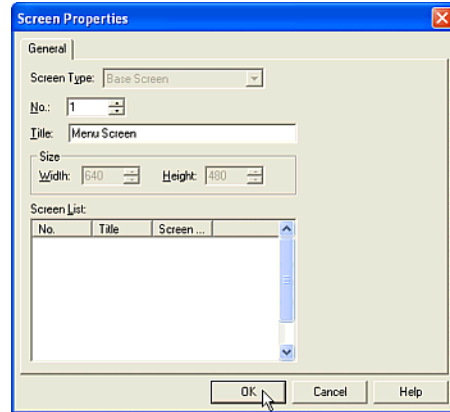 Screen Properties
General
Screen Type: Base Screen
No.: 1
Title: Menu Screen
Size
Width: 640 Height: 480
Screen List:
No. Title Screen ...
OK Cancel Help